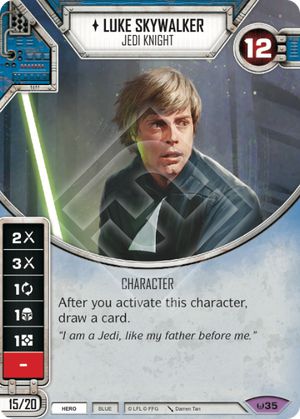 LUKE SKYWALKER
JEDI KNIGHT
12
2
3
1
1
1
-
CHARACTER
After you activate this character,
draw a card.
"I am a Jedi, like my father before me."
15/20
HERO
BLUE
© LFL © FFG
Darren Tan
35